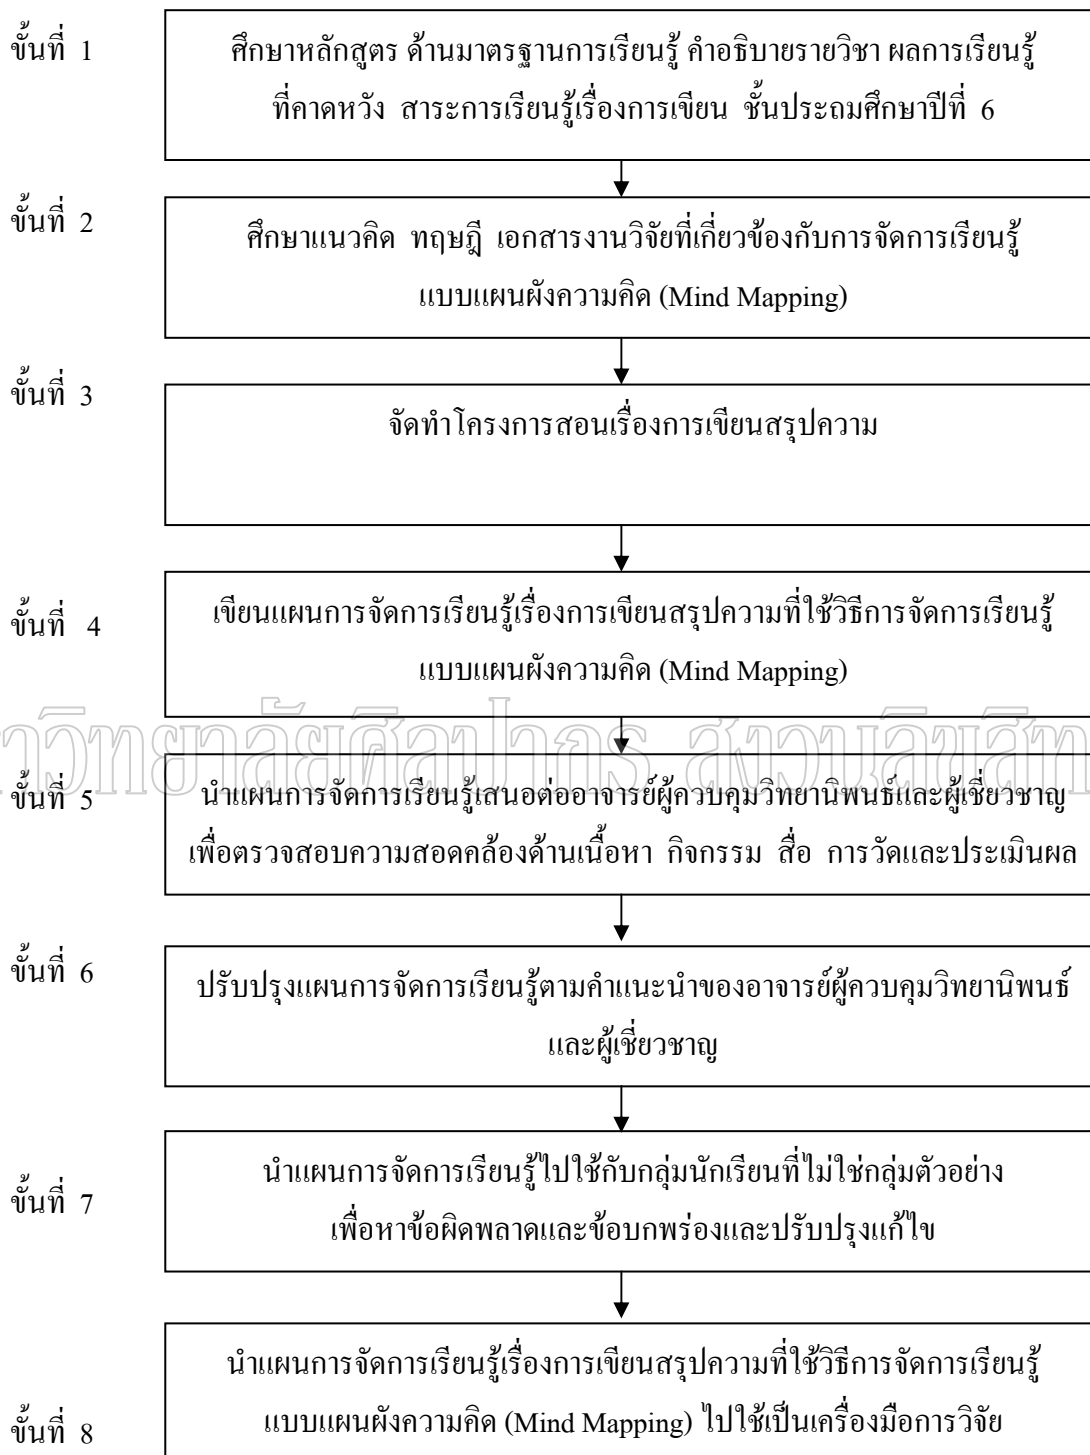 ขั้นที่ 1
ศึกษาหลักสูตร ด้านมาตรฐานการเรียนรู้ คำอธิบายรายวิชา ผลการเรียนรู้
ที่คาดหวัง สาระการเรียนรู้เรื่องการเขียน ชั้นประถมศึกษาปีที่ 6
ขั้นที่ 2
ศึกษาแนวคิด ทฤษฎี เอกสารงานวิจัยที่เกี่ยวข้องกับการจัดการเรียนรู้
แบบแผนผังความคิด (Mind Mapping)
ขั้นที่ 3
จัดทำโครงการสอนเรื่องการเขียนสรุปความ
ขั้นที่ 4
เขียนแผนการจัดการเรียนรู้เรื่องการเขียนสรุปความที่ใช้วิธีการจัดการเรียนรู้
แบบแผนผังความคิด (Mind Mapping)
าวิทยาลัยศิลปากร สงวนลิขสิท
ขั้นที่ 5
นำแผนการจัดการเรียนรู้เสนอต่ออาจารย์ผู้ควบคุมวิทยานิพนธ์และผู้เชี่ยวชาญ
เพื่อตรวจสอบความสอดคล้องด้านเนื้อหา กิจกรรม สื่อ การวัดและประเมินผล
ขั้นที่ 6
ปรับปรุงแผนการจัดการเรียนรู้ตามคำแนะนำของอาจารย์ผู้ควบคุมวิทยานิพนธ์
และผู้เชี่ยวชาญ
ขั้นที่ 7
นำแผนการจัดการเรียนรู้ไปใช้กับกลุ่มนักเรียนที่ไม่ใช่กลุ่มตัวอย่าง
เพื่อหาข้อผิดพลาดและข้อบกพร่องและปรับปรุงแก้ไข
ขั้นที่ 8
นำแผนการจัดการเรียนรู้เรื่องการเขียนสรุปความที่ใช้วิธีการจัดการเรียนรู้
แบบแผนผังความคิด (Mind Mapping) ไปใช้เป็นเครื่องมือการวิจัย